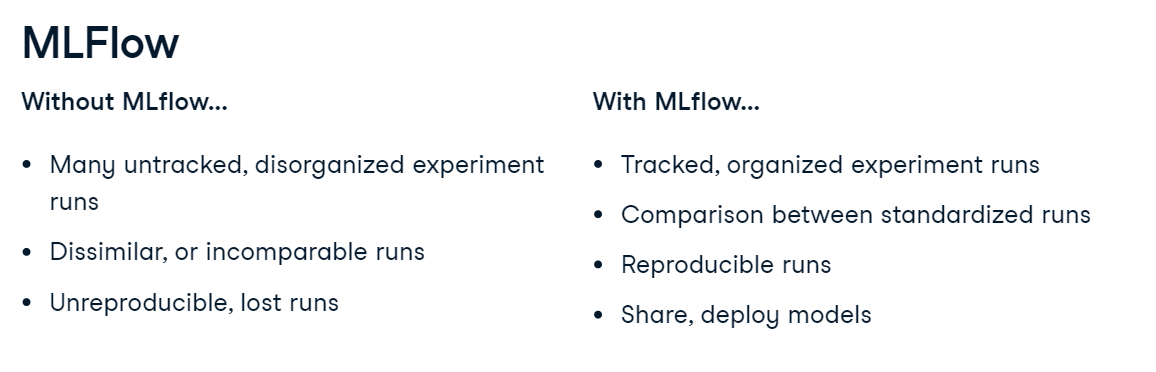 MLFlow
Without MLflow...
• Many untracked, disorganized experiment
runs
• Dissimilar, or incomparable runs
• Unreproducible, lost runs
With MLflow...
• Tracked, organized experiment runs
• Comparison between standardized runs
• Reproducible runs
• Share, deploy models